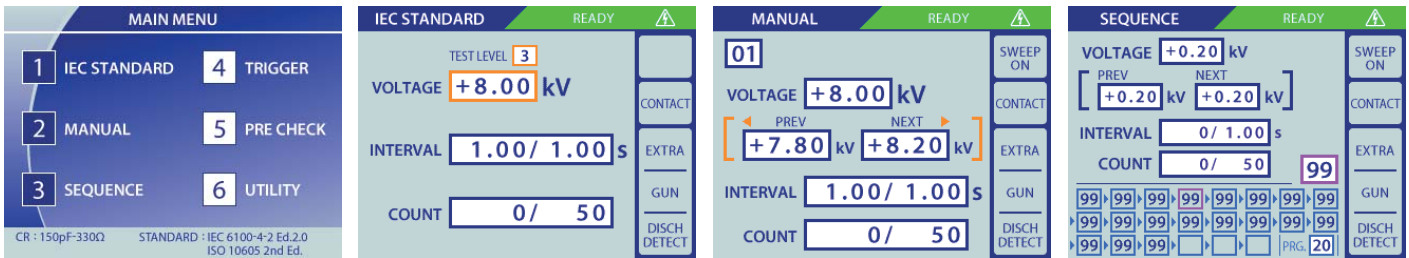 MAIN MENU
1 IEC STANDARD 4 TRIGGER
2 MANUAL 5 PRE CHECK
3 SEQUENCE 6 UTILITY
CR : 150pF-330Ω STANDARD : IEC 6100-4-2 Ed.2.0
ISO 10605 2nd Ed.
IEC STANDARD READY
TEST LEVEL 3
VOLTAGE +8.00 kV
INTERVAL 1.00/ 1.00 s
COUNT 0/ 50
CONTACT
EXTRA
GUN
DISCH
DETECT
MANUAL READY
01
VOLTAGE +8.00 kV
PREV NEXT
+7.80 kV +8.20 kV
INTERVAL 1.00/ 1.00 s
COUNT 0/ 50
SWEEP
ON
CONTACT
EXTRA
GUN
DISCH
DETECT
SEQUENCE READY
VOLTAGE +0.20 kV
PREV NEXT
+0.20 kV +0.20 kV
INTERVAL 0/ 1.00 s
COUNT 0/ 50
99
99 99 99 99 99 99 99 99
99 99 99 99 99 99 99 99
99 99 99 PRG. 20
SWEEP
ON
CONTACT
EXTRA
GUN
DISCH
DETECT